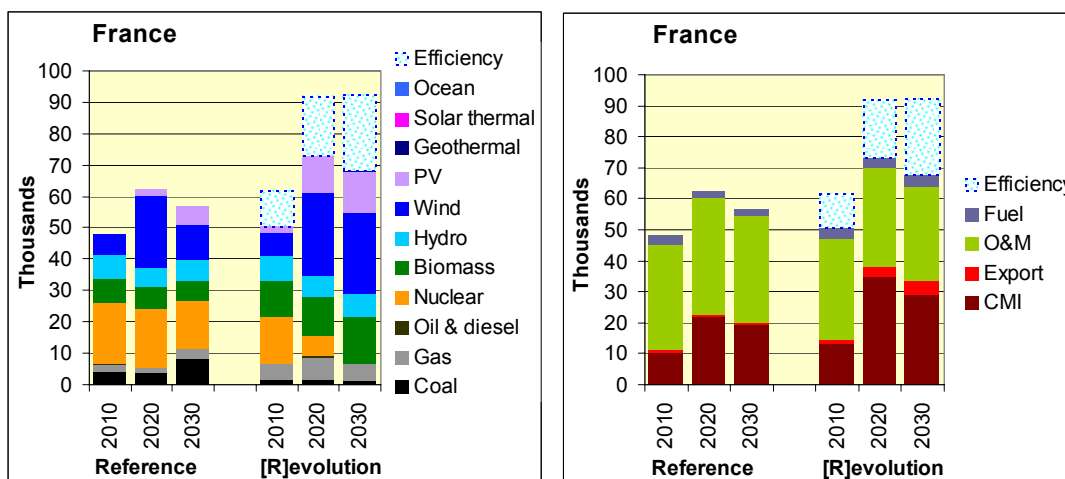 France
100
90
80
70
60
50
40
30
20
10
0
Thousands
2010
2020
2030
2010
2020
2030
Reference
[R]evolution
Efficiency
Ocean
Solar thermal
Geothermal
PV
Wind
Hydro
Biomass
Nuclear
Oil & diesel
Gas
Coal
France
100
90
80
70
60
50
40
30
20
10
0
Thousands
2010
2020
2030
2010
2020
2030
Reference
[R]evolution
Efficiency
Fuel
O&M
Export
CMI